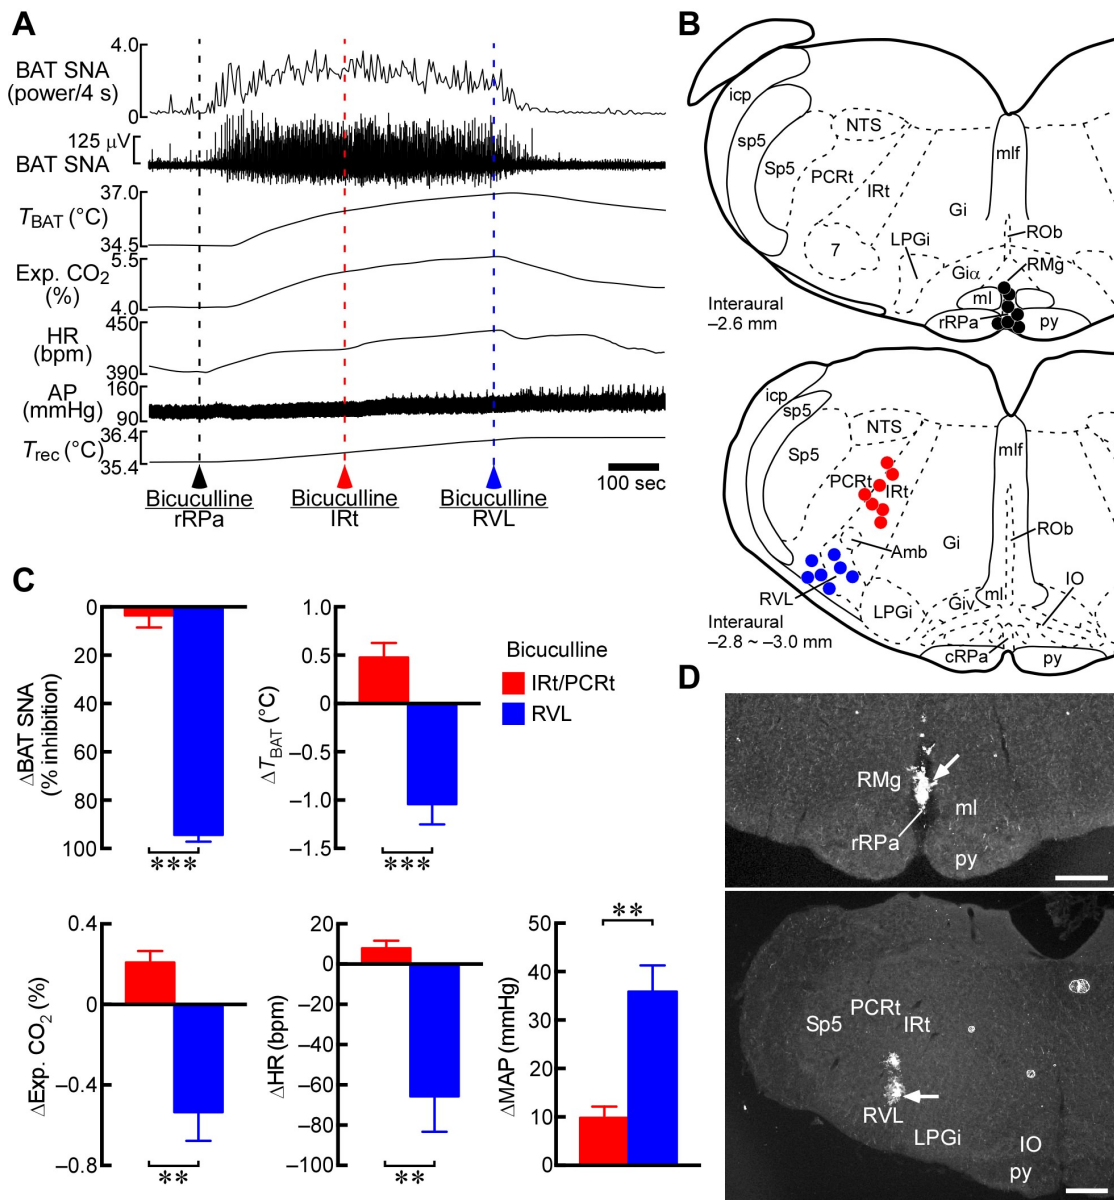 A
BAT SNA
(power/4 s)
4.0
0
125 μV
BAT SNA
T_BAT (°C)
37.0
34.5
Exp. CO₂
(%)
5.5
4.0
HR
(bpm)
450
390
AP
(mmHg)
160
90
T_rec (°C)
36.4
35.4
100 sec
Bicuculline
rRPa
Bicuculline
IRt
Bicuculline
RVL
B
icp
sp5
Sp5
NTS
PCRt
IRt
mlf
Gi
7
LPGi
ROb
RMg
Giα
ml
rRPa
py
Interaural
–2.6 mm
icp
sp5
Sp5
NTS
PCRt
IRt
mlf
ROb
Amb
Gi
IO
RVL
LPGi
Giv
ml
cRPa
py
Interaural
–2.8 ~ –3.0 mm
C
ΔBAT SNA
(% inhibition)
0
20
40
60
80
100
***
ΔT_BAT (°C)
1.0
0.5
0
–0.5
–1.0
–1.5
***
Bicuculline
IRt/PCRt
RVL
ΔExp. CO₂ (%)
0.4
0
–0.4
–0.8
**
ΔHR (bpm)
20
0
–20
–40
–60
–80
–100
**
ΔMAP (mmHg)
50
40
30
20
10
0
**
D
RMg
ml
rRPa
py
PCRt
Sp5
IRt
RVL
LPGi
IO
py